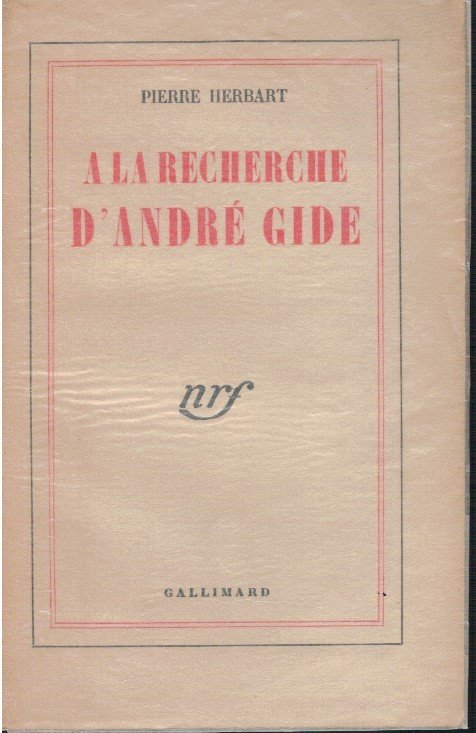 PIERRE HERBART
A LA RECHERCHE
D'ANDRÉ GIDE
nrf
GALLIMARD